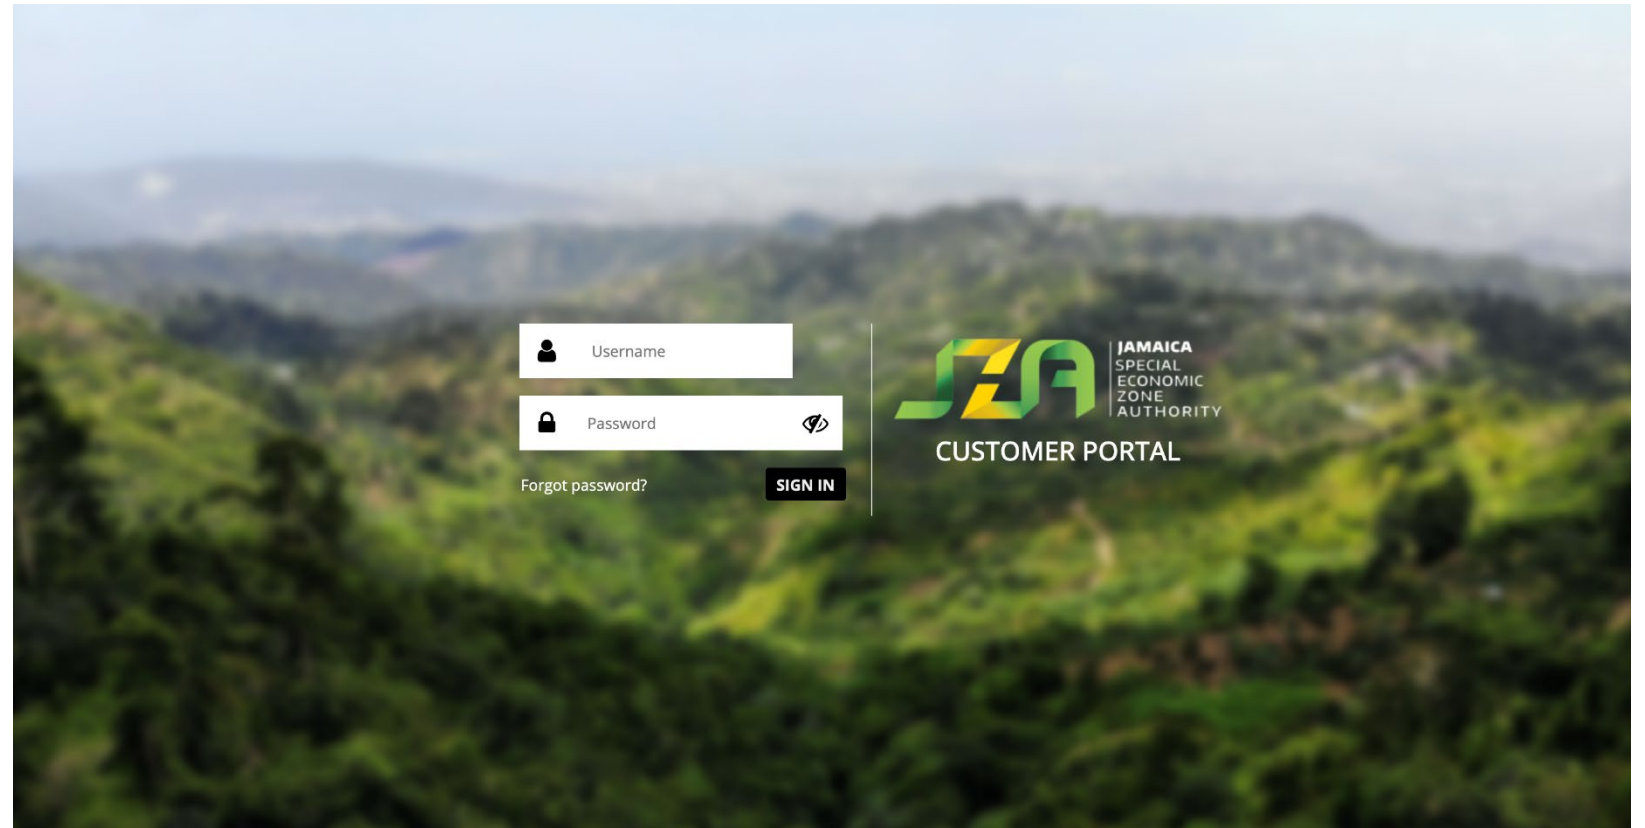 Username
Password
Forgot password?
SIGN IN
JSZA
JAMAICA
SPECIAL
ECONOMIC
ZONE
AUTHORITY
CUSTOMER PORTAL